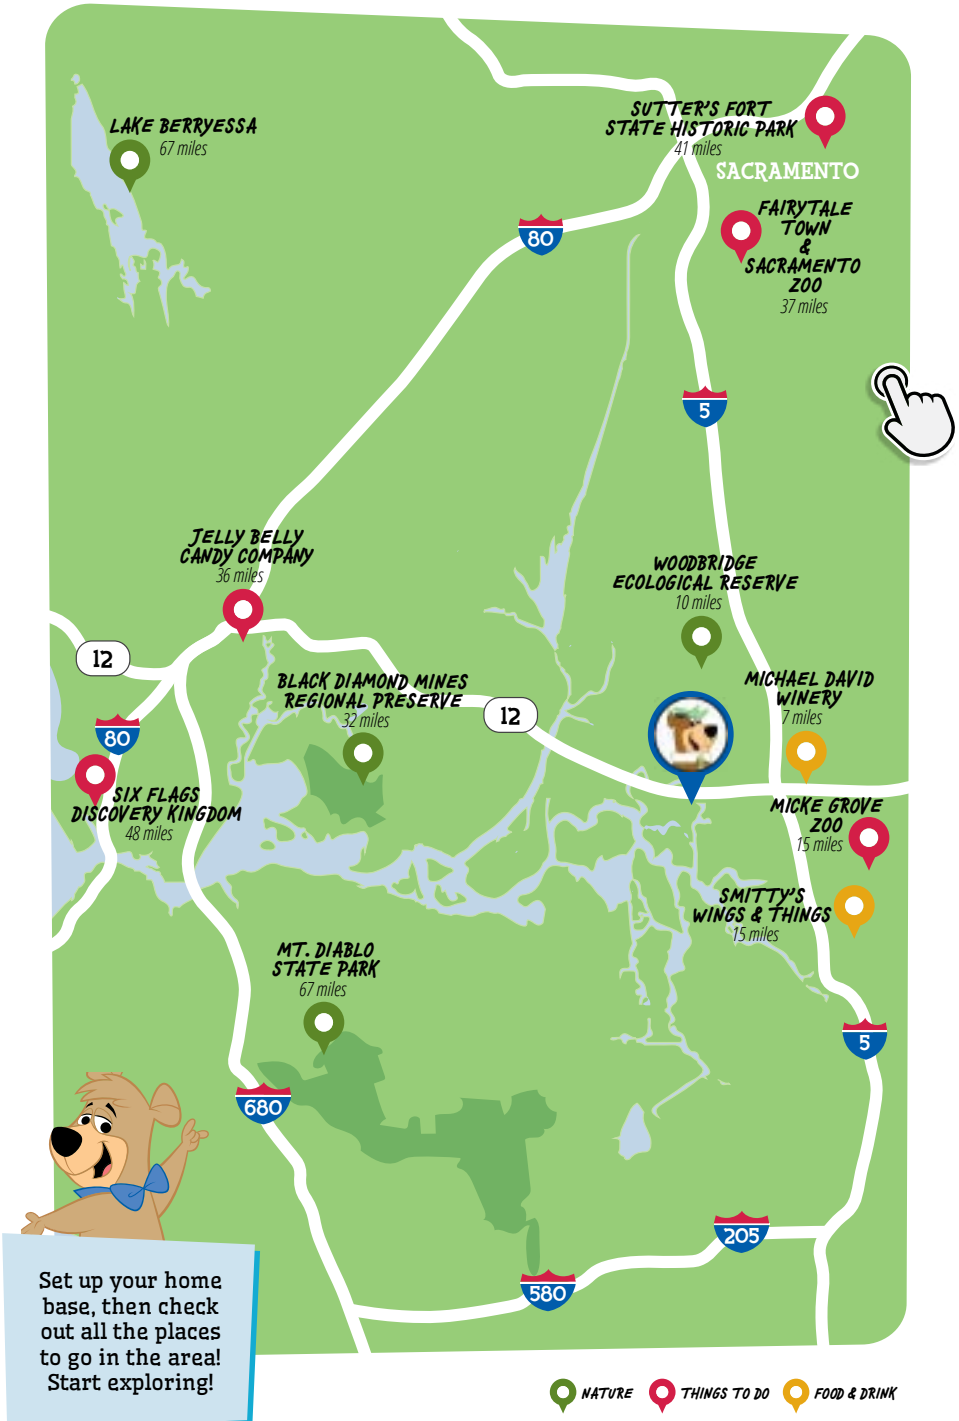 SUTTER'S FORT
STATE HISTORIC PARK
41 miles
LAKE BERRYESSA
67 miles
SACRAMENTO
FAIRYTALE
TOWN
&
SACRAMENTO
ZOO
37 miles
80
5
JELLY BELLY
CANDY COMPANY
36 miles
WOODBRIDGE
ECOLOGICAL RESERVE
10 miles
12
BLACK DIAMOND MINES
REGIONAL PRESERVE
32 miles
MICHAEL DAVID
WINERY
7 miles
12
80
SIX FLAGS
DISCOVERY KINGDOM
48 miles
MICKE GROVE
ZOO
15 miles
SMITTY'S
WINGS & THINGS
15 miles
MT. DIABLO
STATE PARK
67 miles
5
680
205
580
Set up your home
base, then check
out all the places
to go in the area!
Start exploring!
NATURE
THINGS TO DO
FOOD & DRINK